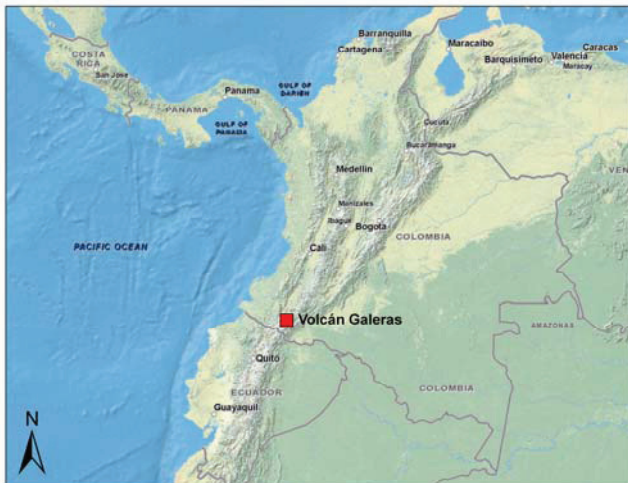 Barranquilla
Cartagena
Maracaibo
Caracas
Valencia
Barquisimeto
Maracay
COSTA
RICA
San Jose
Panama
GULF OF
DARIEN
PANAMA
GULF OF
PANAMA
Cucuta
Bucaramanga
VEN
Medellin
Manizales
Ibague
Bogota
COLOMBIA
Cali
PACIFIC OCEAN
Volcán Galeras
AMAZONAS
Quito
ECUADOR
COLOMBIA
Guayaquil
N